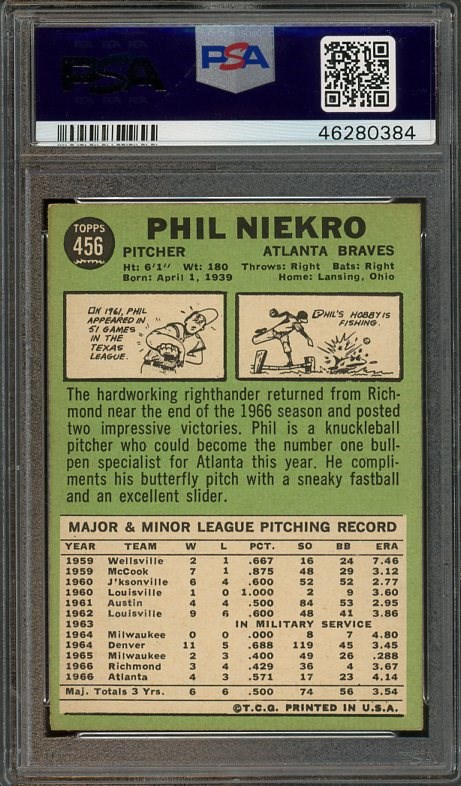 PSA PSA
46280384
TOPPS
456
PHIL NIEKRO
PITCHER ATLANTA BRAVES
Ht: 6'1" Wt: 180 Throws: Right Bats: Right
Born: April 1, 1939 Home: Lansing, Ohio
IN 1961, PHIL
APPEARED IN
51 GAMES
IN THE
TEXAS
LEAGUE.
PHIL'S HOBBY IS
FISHING.
The hardworking righthander returned from Rich-
mond near the end of the 1966 season and posted
two impressive victories. Phil is a knuckleball
pitcher who could become the number one bull-
pen specialist for Atlanta this year. He compli-
ments his butterfly pitch with a sneaky fastball
and an excellent slider.
MAJOR & MINOR LEAGUE PITCHING RECORD
YEAR TEAM W L PCT. SO BB ERA
1959 Wellsville 2 1 .667 16 24 7.46
1959 McCook 7 1 .875 48 29 3.12
1960 J'ksonville 6 4 .600 52 52 2.77
1960 Louisville 1 0 1.000 2 9 3.60
1961 Austin 4 4 .500 84 53 2.95
1962 Louisville 9 6 .600 48 41 3.86
1963 IN MILITARY SERVICE
1964 Milwaukee 0 0 .000 8 7 4.80
1964 Denver 11 5 .688 119 45 3.45
1965 Milwaukee 2 3 .400 49 26 .288
1966 Richmond 3 4 .429 36 4 3.67
1966 Atlanta 4 3 .571 17 23 4.14
Maj. Totals 3 Yrs. 6 6 .500 74 56 3.54
©T.C.G. PRINTED IN U.S.A.